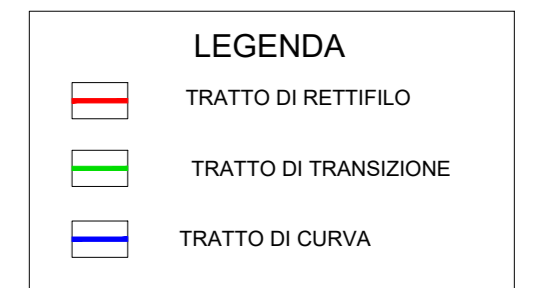 LEGENDA
TRATTO DI RETTIFILO
TRATTO DI TRANSIZIONE
TRATTO DI CURVA